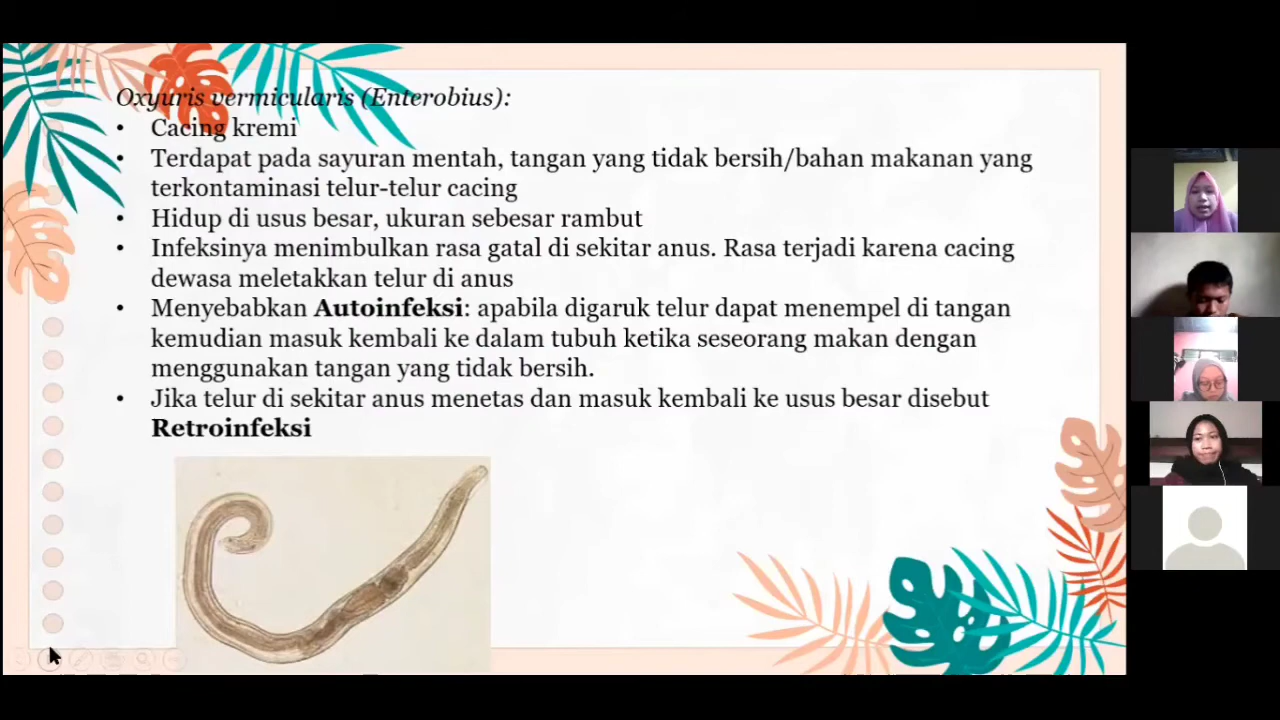 Oxyuris vermicularis (Enterobius):
• Cacing kremi
• Terdapat pada sayuran mentah, tangan yang tidak bersih/bahan makanan yang
terkontaminasi telur-telur cacing
• Hidup di usus besar, ukuran sebesar rambut
• Infeksinya menimbulkan rasa gatal di sekitar anus. Rasa terjadi karena cacing
dewasa meletakkan telur di anus
• Menyebabkan Autoinfeksi: apabila digaruk telur dapat menempel di tangan
kemudian masuk kembali ke dalam tubuh ketika seseorang makan dengan
menggunakan tangan yang tidak bersih.
• Jika telur di sekitar anus menetas dan masuk kembali ke usus besar disebut
Retroinfeksi